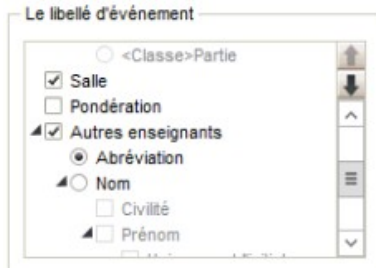 Le libellé d'événement
<Classe>Partie
Salle
Pondération
Autres enseignants
Abréviation
Nom
Civilité
Prénom